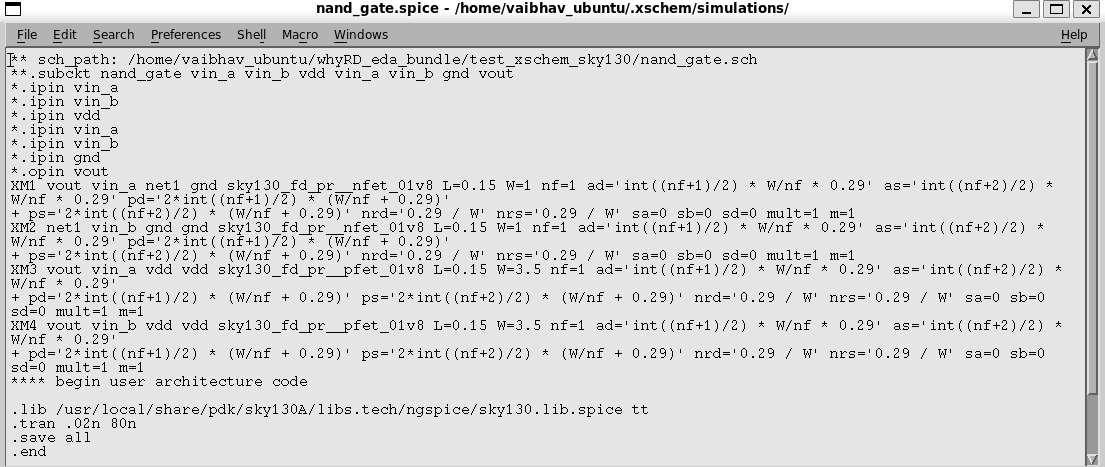 nand_gate.spice - /home/vaibhav_ubuntu/.xschem/simulations/
File Edit Search Preferences Shell Macro Windows Help
** sch_path: /home/vaibhav_ubuntu/whyRD_eda_bundle/test_xschem_sky130/nand_gate.sch
**.subckt nand_gate vin_a vin_b vdd vin_a vin_b gnd vout
*.ipin vin_a
*.ipin vin_b
*.ipin vdd
*.ipin vin_a
*.ipin vin_b
*.ipin gnd
*.opin vout
XM1 vout vin_a net1 gnd sky130_fd_pr__nfet_01v8 L=0.15 W=1 nf=1 ad='int((nf+1)/2) * W/nf * 0.29' as='int((nf+2)/2) *
W/nf * 0.29' pd='2*int((nf+1)/2) * (W/nf + 0.29)'
+ ps='2*int((nf+2)/2) * (W/nf + 0.29)' nrd='0.29 / W' nrs='0.29 / W' sa=0 sb=0 sd=0 mult=1 m=1
XM2 net1 vin_b gnd gnd sky130_fd_pr__nfet_01v8 L=0.15 W=1 nf=1 ad='int((nf+1)/2) * W/nf * 0.29' as='int((nf+2)/2) *
W/nf * 0.29' pd='2*int((nf+1)/2) * (W/nf + 0.29)'
+ ps='2*int((nf+2)/2) * (W/nf + 0.29)' nrd='0.29 / W' nrs='0.29 / W' sa=0 sb=0 sd=0 mult=1 m=1
XM3 vout vin_a vdd vdd sky130_fd_pr__pfet_01v8 L=0.15 W=3.5 nf=1 ad='int((nf+1)/2) * W/nf * 0.29' as='int((nf+2)/2) *
W/nf * 0.29'
+ pd='2*int((nf+1)/2) * (W/nf + 0.29)' ps='2*int((nf+2)/2) * (W/nf + 0.29)' nrd='0.29 / W' nrs='0.29 / W' sa=0 sb=0
sd=0 mult=1 m=1
XM4 vout vin_b vdd vdd sky130_fd_pr__pfet_01v8 L=0.15 W=3.5 nf=1 ad='int((nf+1)/2) * W/nf * 0.29' as='int((nf+2)/2) *
W/nf * 0.29'
+ pd='2*int((nf+1)/2) * (W/nf + 0.29)' ps='2*int((nf+2)/2) * (W/nf + 0.29)' nrd='0.29 / W' nrs='0.29 / W' sa=0 sb=0
sd=0 mult=1 m=1
**** begin user architecture code
.lib /usr/local/share/pdk/sky130A/libs.tech/ngspice/sky130.lib.spice tt
.tran .02n 80n
.save all
.end